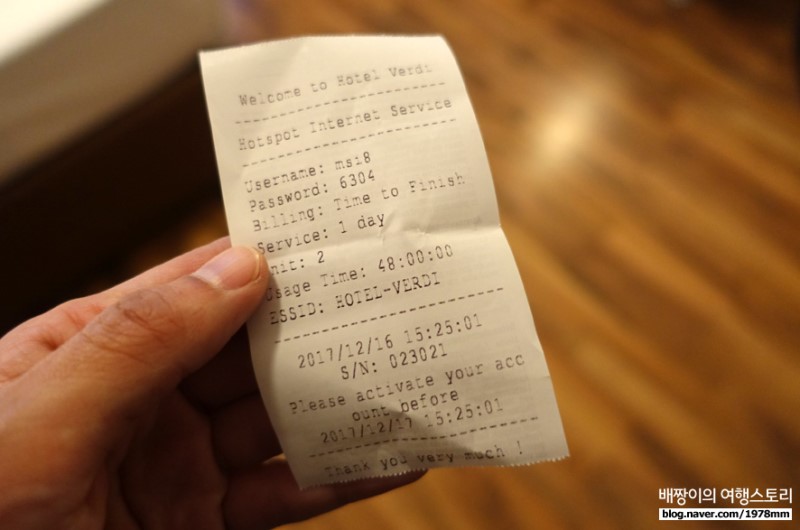 Welcome to Hotel Verdi
Hotspot Internet Service
Username: msi8
Password: 6304
Billing: Time to Finish
Service: 1 day
nit: 2
sage Time: 48:00:00
ESSID: HOTEL-VERDI
2017/12/16 15:25:01
S/N: 023021
Please activate your acc
ount before
2017/12/17 15:25:01
Thank you very much !
배짱이의 여행스토리
blog.naver.com/1978mm